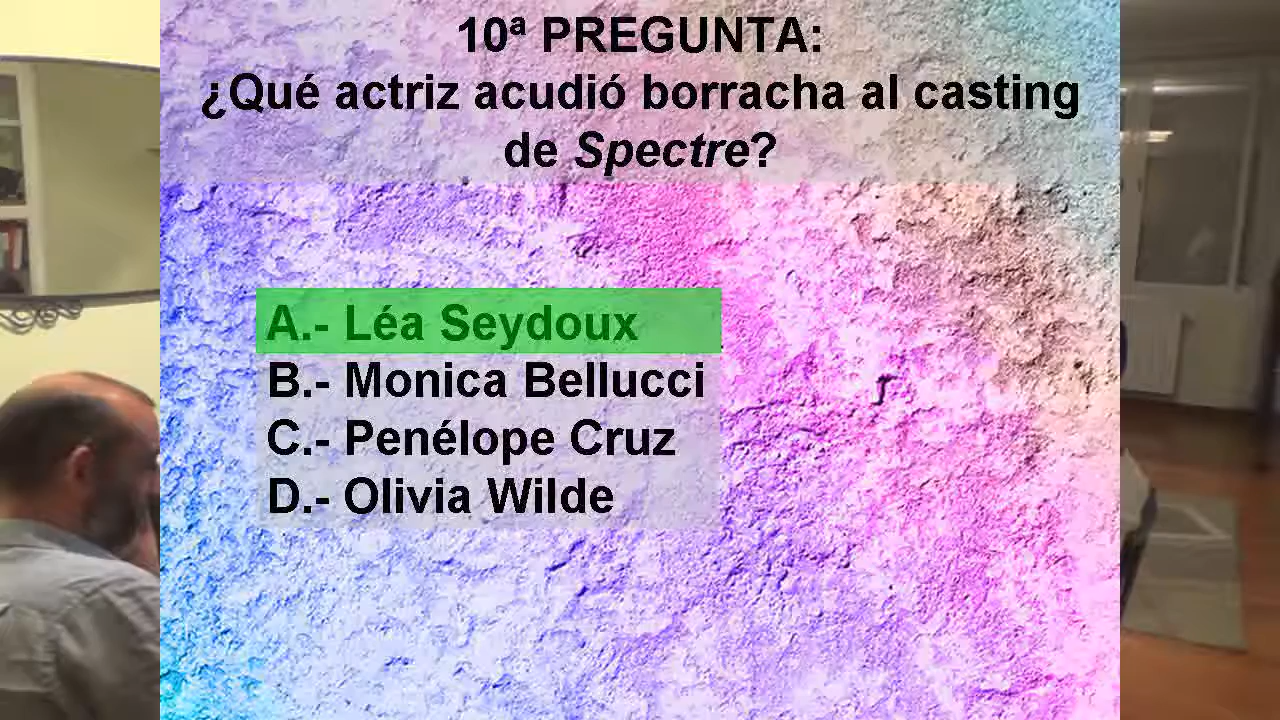 10ª PREGUNTA:
¿Qué actriz acudió borracha al casting
de Spectre?
A.- Léa Seydoux
B.- Monica Bellucci
C.- Penélope Cruz
D.- Olivia Wilde